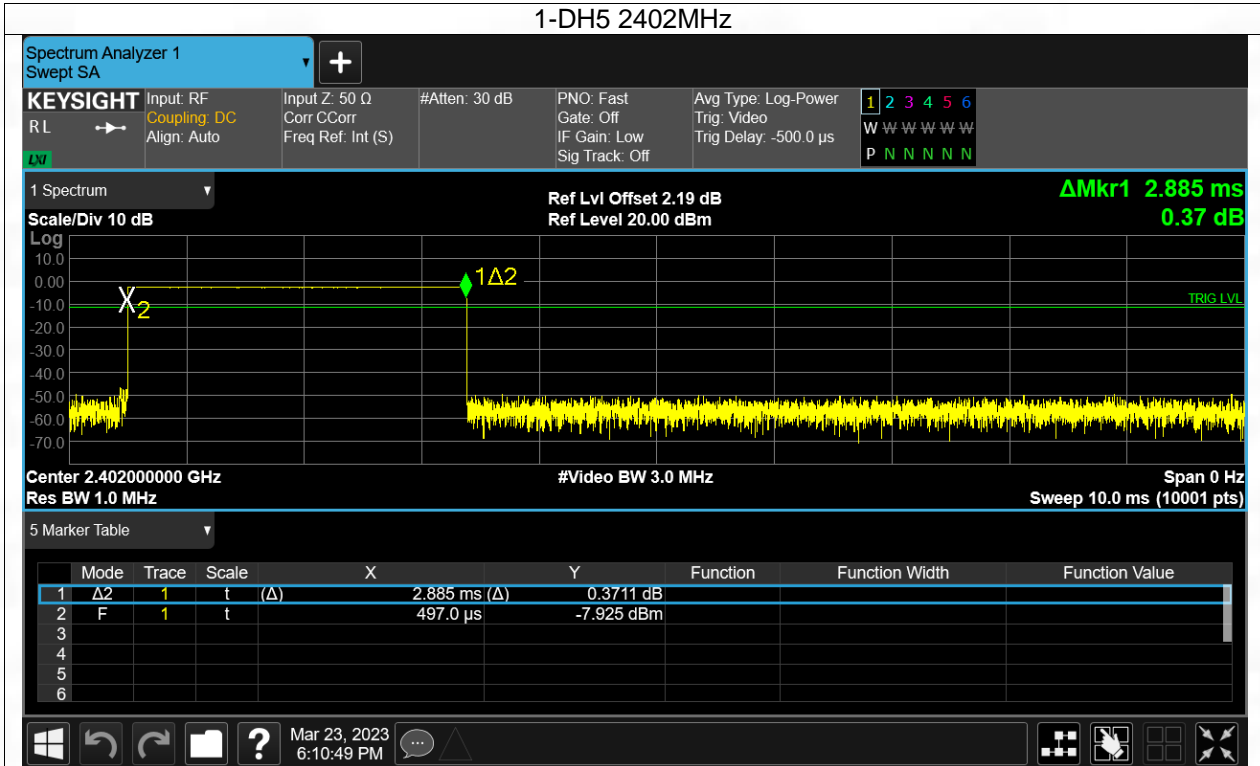 1-DH5 2402MHz
Spectrum Analyzer 1
Swept SA
KEYSIGHT
R L
LXI
Input: RF
Coupling: DC
Align: Auto
Input Z: 50 Ω
Corr CCorr
Freq Ref: Int (S)
#Atten: 30 dB
PNO: Fast
Gate: Off
IF Gain: Low
Sig Track: Off
Avg Type: Log-Power
Trig: Video
Trig Delay: -500.0 µs
1 2 3 4 5 6
W W W W W W
P N N N N N
1 Spectrum
Scale/Div 10 dB
Ref Lvl Offset 2.19 dB
Ref Level 20.00 dBm
ΔMkr1 2.885 ms
0.37 dB
Log
10.0
0.00
-10.0
-20.0
-30.0
-40.0
-50.0
-60.0
-70.0
1Δ2
X2
TRIG LVL
Center 2.402000000 GHz
#Video BW 3.0 MHz
Span 0 Hz
Res BW 1.0 MHz
Sweep 10.0 ms (10001 pts)
5 Marker Table
Mode Trace Scale X Y Function Function Width Function Value
1 Δ2 1 t (Δ) 2.885 ms (Δ) 0.3711 dB
2 F 1 t 497.0 µs -7.925 dBm
3
4
5
6
?
Mar 23, 2023
6:10:49 PM